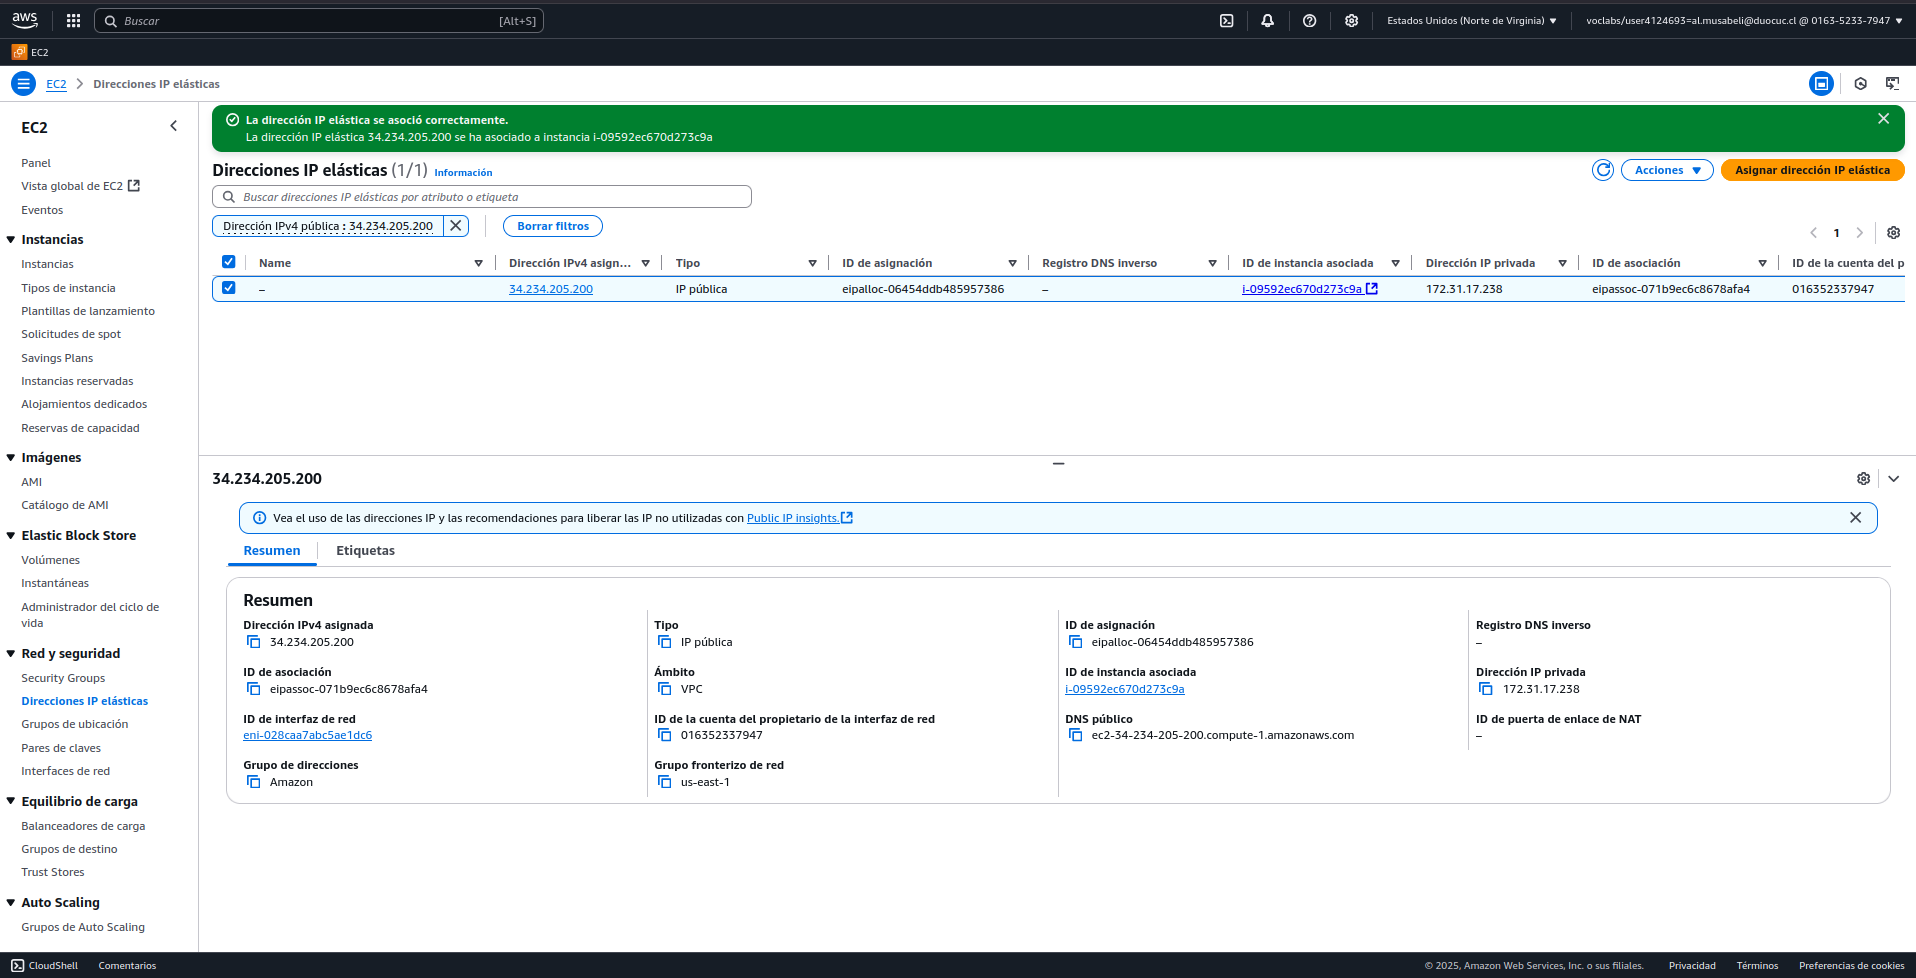 aws
Buscar
[Alt+S]
Estados Unidos (Norte de Virginia)
voclabs/user4124693=al.musabeli@duocuc.cl @ 0163-5233-7947
EC2
EC2
Direcciones IP elásticas
EC2
Panel
Vista global de EC2
Eventos
Instancias
Instancias
Tipos de instancia
Plantillas de lanzamiento
Solicitudes de spot
Savings Plans
Instancias reservadas
Alojamientos dedicados
Reservas de capacidad
Imágenes
AMI
Catálogo de AMI
Elastic Block Store
Volúmenes
Instantáneas
Administrador del ciclo de
vida
Red y seguridad
Security Groups
Direcciones IP elásticas
Grupos de ubicación
Pares de claves
Interfaces de red
Equilibrio de carga
Balanceadores de carga
Grupos de destino
Trust Stores
Auto Scaling
Grupos de Auto Scaling
La dirección IP elástica se asoció correctamente.
La dirección IP elástica 34.234.205.200 se ha asociado a instancia i-09592ec670d273c9a
Direcciones IP elásticas (1/1) Información
Acciones
Asignar dirección IP elástica
Buscar direcciones IP elásticas por atributo o etiqueta
Dirección IPv4 pública : 34.234.205.200
Borrar filtros
1
Name Dirección IPv4 asign... Tipo ID de asignación Registro DNS inverso ID de instancia asociada Dirección IP privada ID de asociación ID de la cuenta del p
– 34.234.205.200 IP pública eipalloc-06454ddb485957386 – i-09592ec670d273c9a 172.31.17.238 eipassoc-071b9ec6c8678afa4 016352337947
34.234.205.200
Vea el uso de las direcciones IP y las recomendaciones para liberar las IP no utilizadas con Public IP insights.
Resumen
Etiquetas
Resumen
Dirección IPv4 asignada
34.234.205.200
Tipo
IP pública
ID de asignación
eipalloc-06454ddb485957386
Registro DNS inverso
–
ID de asociación
eipassoc-071b9ec6c8678afa4
Ámbito
VPC
ID de instancia asociada
i-09592ec670d273c9a
Dirección IP privada
172.31.17.238
ID de interfaz de red
eni-028caa7abc5ae1dc6
ID de la cuenta del propietario de la interfaz de red
016352337947
DNS público
ec2-34-234-205-200.compute-1.amazonaws.com
ID de puerta de enlace de NAT
–
Grupo de direcciones
Amazon
Grupo fronterizo de red
us-east-1
CloudShell
Comentarios
© 2025, Amazon Web Services, Inc. o sus filiales.
Privacidad
Términos
Preferencias de cookies